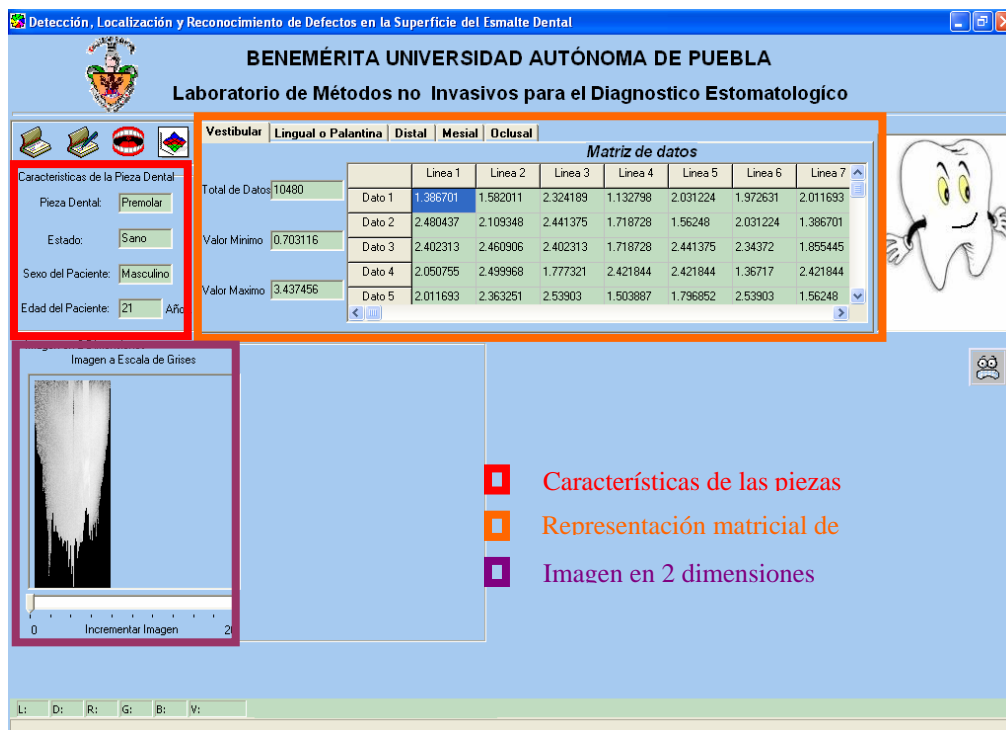 Detección, Localización y Reconocimiento de Defectos en la Superficie del Esmalte Dental
BENEMÉRITA UNIVERSIDAD AUTÓNOMA DE PUEBLA
Laboratorio de Métodos no Invasivos para el Diagnostico Estomatologíco
Vestibular Lingual o Palantina Distal Mesial Oclusal
Matriz de datos
Caracteristicas de la Pieza Dental
Pieza Dental: Premolar
Estado: Sano
Sexo del Paciente: Masculino
Edad del Paciente: 21 Año
Total de Datos 10480
Valor Minimo 0.703116
Valor Maximo 3.437456
Linea 1 Linea 2 Linea 3 Linea 4 Linea 5 Linea 6 Linea 7
Dato 1 1.386701 1.582011 2.324189 1.132798 2.031224 1.972631 2.011693
Dato 2 2.480437 2.109348 2.441375 1.718728 1.56248 2.031224 1.386701
Dato 3 2.402313 2.460906 2.402313 1.718728 2.441375 2.34372 1.855445
Dato 4 2.050755 2.499968 1.777321 2.421844 2.421844 1.36717 2.421844
Dato 5 2.011693 2.363251 2.53903 1.503887 1.796852 2.53903 1.56248
Imagen a Escala de Grises
0 Incrementar Imagen
Características de las piezas
Representación matricial de
Imagen en 2 dimensiones
L: D: R: G: B: V: